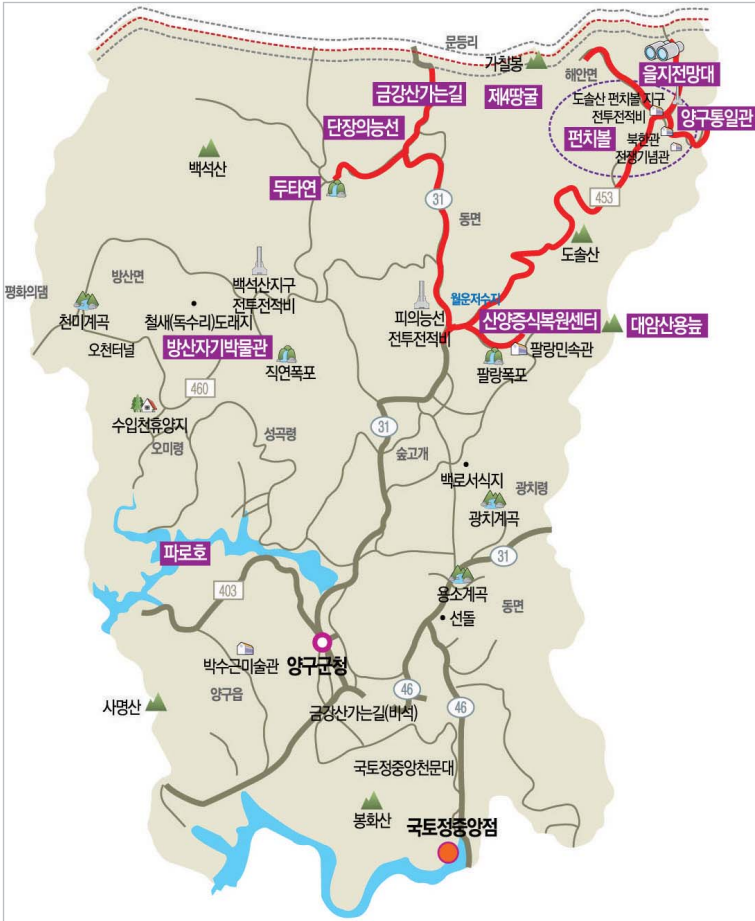 문등리
가칠봉
해안면
을지전망대
금강산가는길
제4땅굴
도솔산 펀치볼 지구
전투전적비
양구통일관
단장의능선
펀치볼
북한관
전쟁기념관
백석산
두타연
31
동면
453
도솔산
방산면
백석산지구
전투전적비
평화의댐
월운저수지
천미계곡
철새(독수리)도래지
피의능선
전투전적비
산양증식복원센터
대암산용늪
오천터널
방산자기박물관
직연폭포
팔랑폭포
팔랑민속관
460
수입천휴양지
성곡령
31
오미령
숲고개
백로서식지
광치령
광치계곡
파로호
31
403
용소계곡
동면
선돌
박수근미술관
양구군청
양구읍
46
46
사명산
금강산가는길(비석)
국토정중앙천문대
봉화산
국토정중앙점